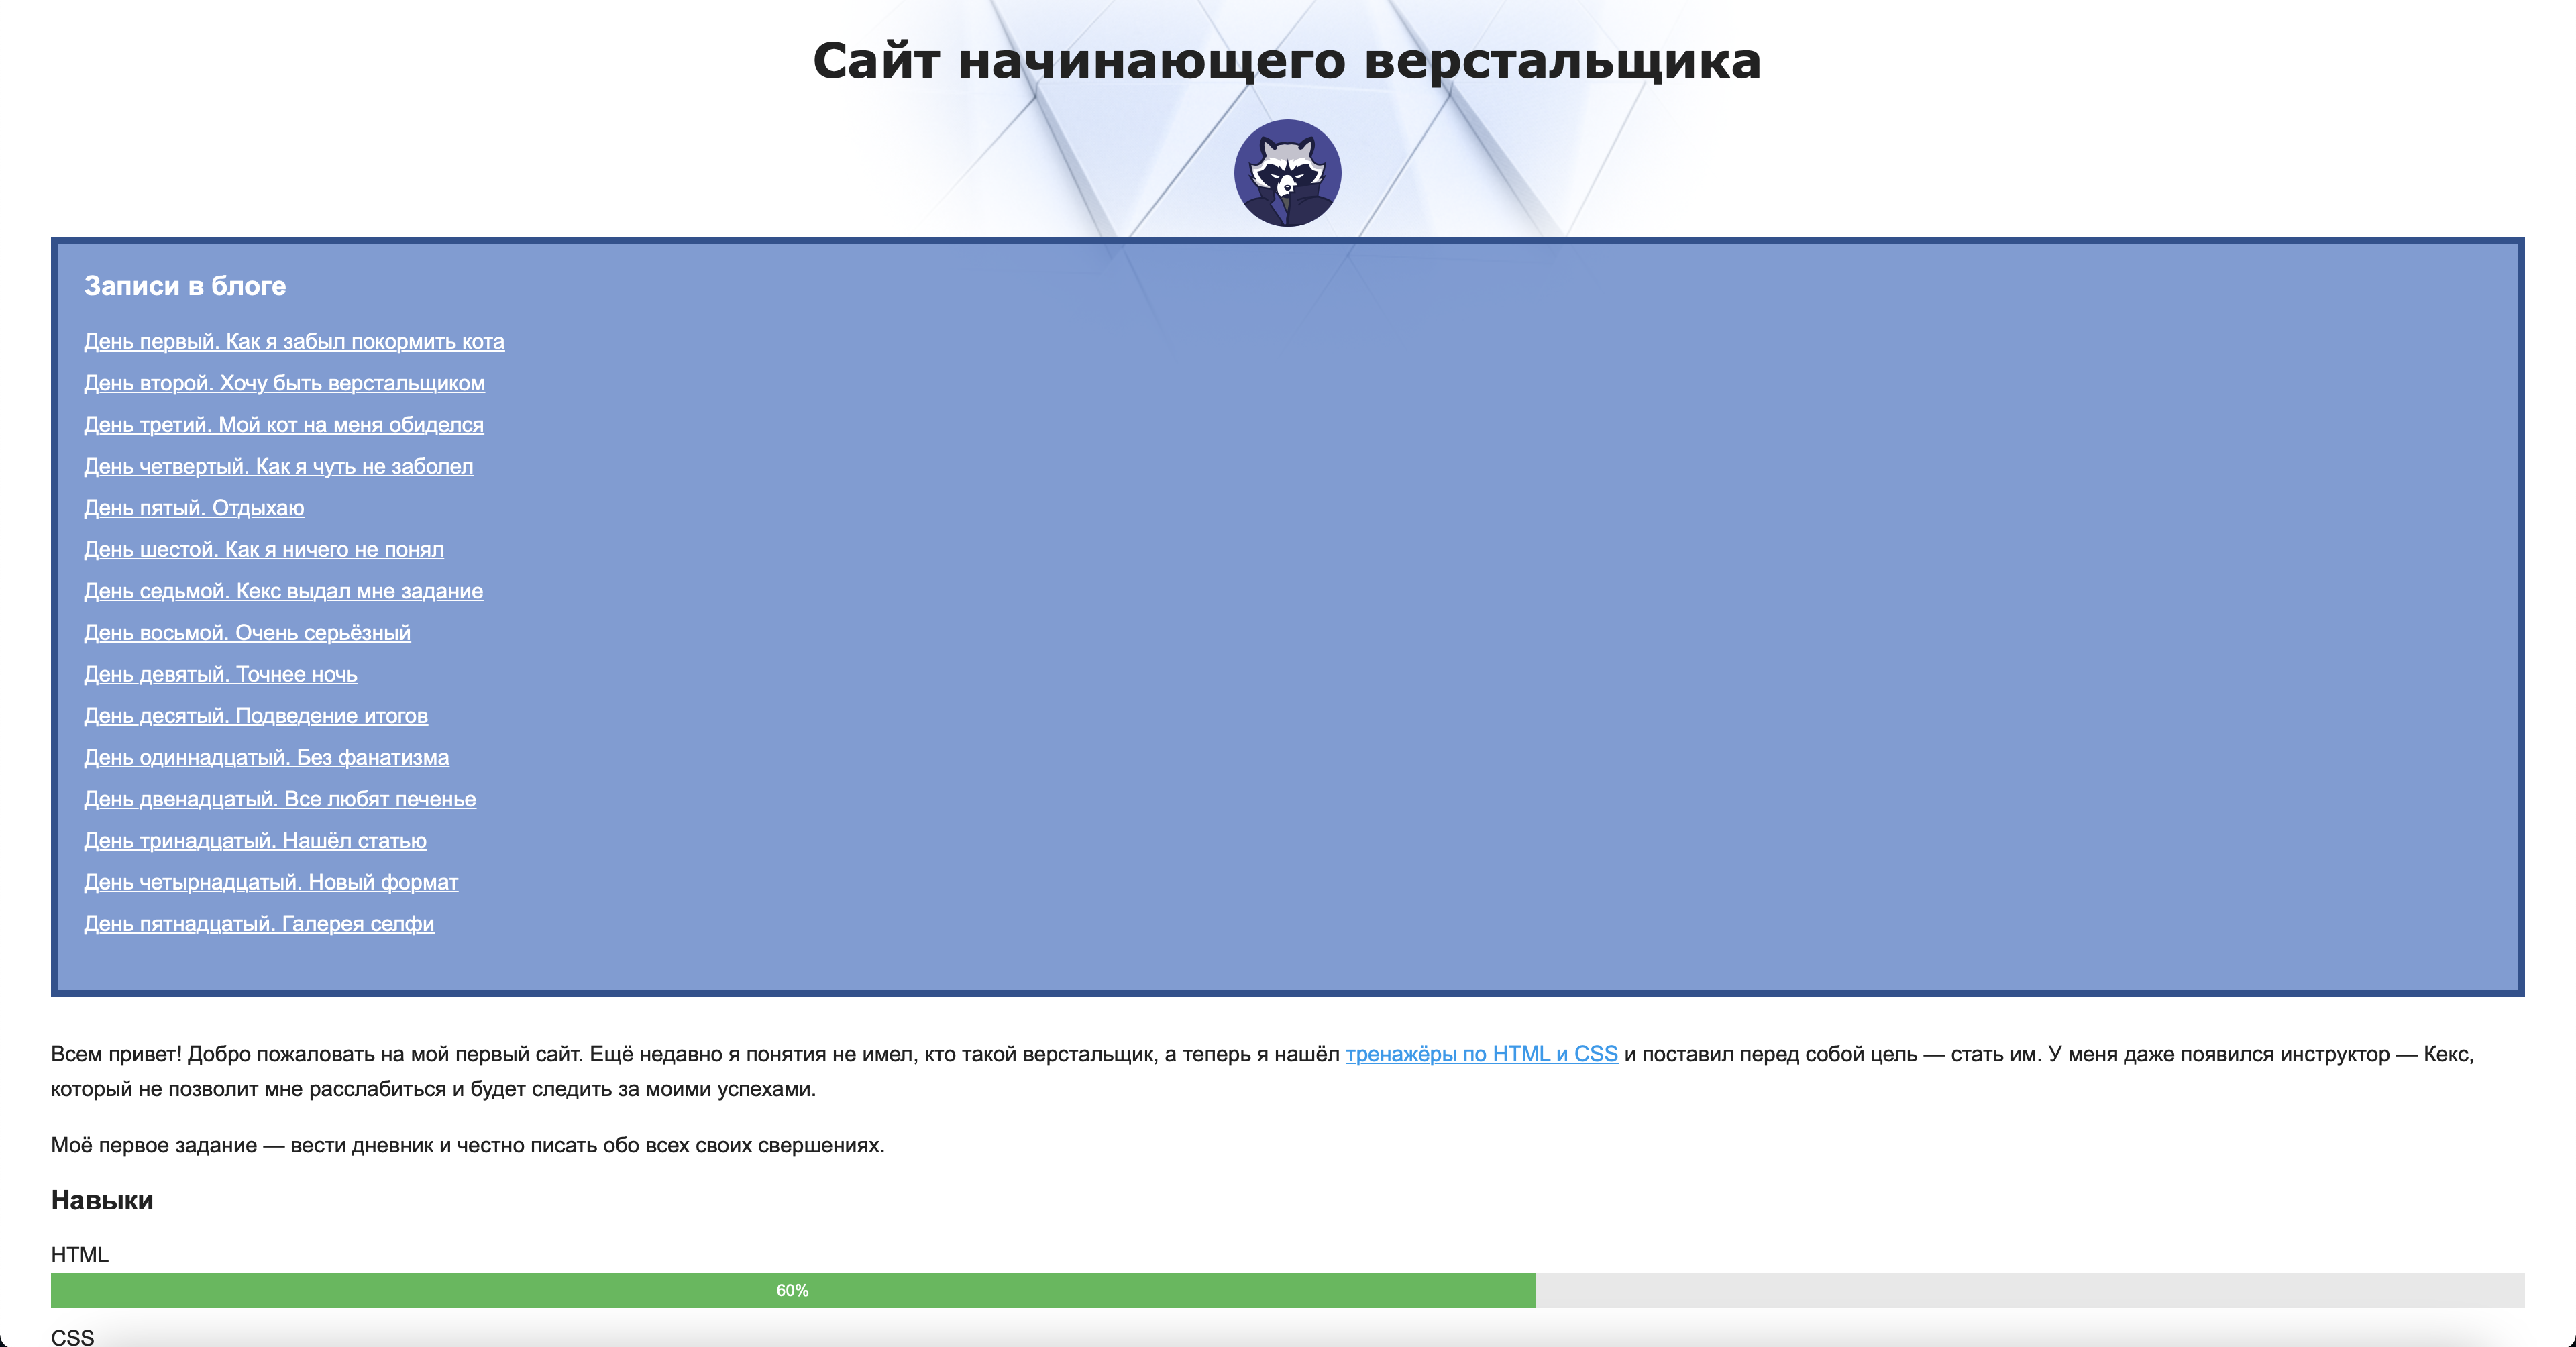 Сайт начинающего верстальщика
Записи в блоге
День первый. Как я забыл покормить кота
День второй. Хочу быть верстальщиком
День третий. Мой кот на меня обиделся
День четвертый. Как я чуть не заболел
День пятый. Отдыхаю
День шестой. Как я ничего не понял
День седьмой. Кекс выдал мне задание
День восьмой. Очень серьёзный
День девятый. Точнее ночь
День десятый. Подведение итогов
День одиннадцатый. Без фанатизма
День двенадцатый. Все любят печенье
День тринадцатый. Нашёл статью
День четырнадцатый. Новый формат
День пятнадцатый. Галерея селфи
Всем привет! Добро пожаловать на мой первый сайт. Ещё недавно я понятия не имел, кто такой верстальщик, а теперь я нашёл тренажёры по HTML и CSS и поставил перед собой цель — стать им. У меня даже появился инструктор — Кекс,
который не позволит мне расслабиться и будет следить за моими успехами.
Моё первое задание — вести дневник и честно писать обо всех своих свершениях.
Навыки
HTML
60%
CSS